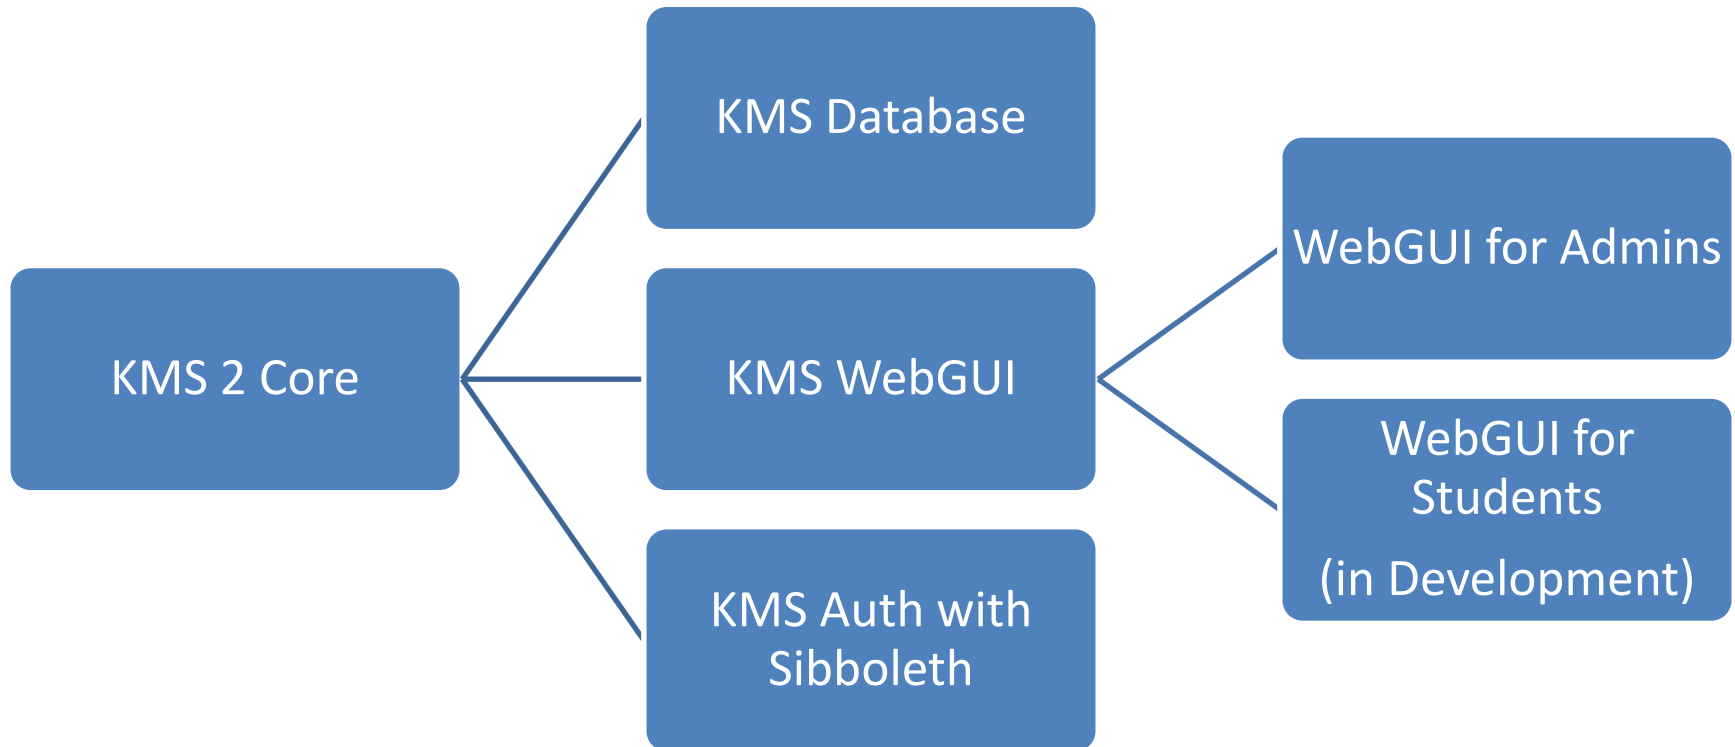 KMS Database
WebGUI for Admins
KMS 2 Core
KMS WebGUI
WebGUI for
Students
(in Development)
KMS Auth with
Sibboleth